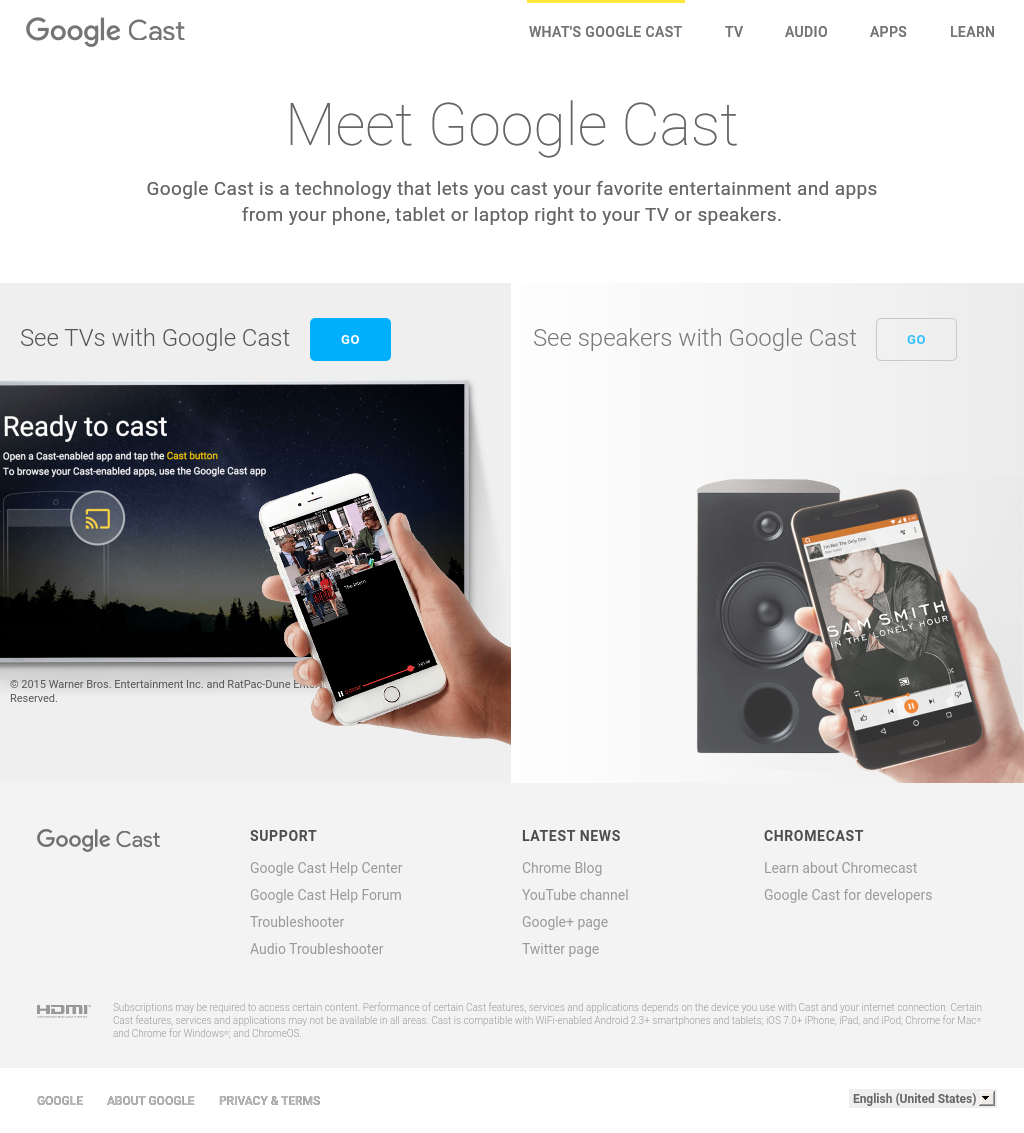 Google Cast
WHAT'S GOOGLE CAST
TV
AUDIO
APPS
LEARN
Meet Google Cast
Google Cast is a technology that lets you cast your favorite entertainment and apps
from your phone, tablet or laptop right to your TV or speakers.
See TVs with Google Cast
GO
Ready to cast
Open a Cast-enabled app and tap the Cast button
To browse your Cast-enabled apps, use the Google Cast app
© 2015 Warner Bros. Entertainment Inc. and RatPac-Dune
Reserved.
See speakers with Google Cast
GO
I'm Not The Only One
SAM SMITH
IN THE LONELY HOUR
Google Cast
SUPPORT
Google Cast Help Center
Google Cast Help Forum
Troubleshooter
Audio Troubleshooter
LATEST NEWS
Chrome Blog
YouTube channel
Google+ page
Twitter page
CHROMECAST
Learn about Chromecast
Google Cast for developers
HDMI
Subscriptions may be required to access certain content. Performance of certain Cast features, services and applications depends on the device you use with Cast and your internet connection. Certain
Cast features, services and applications may not be available in all areas. Cast is compatible with WiFi-enabled Android 2.3+ smartphones and tablets; iOS 7.0+ iPhone, iPad, and iPod; Chrome for Mac®
and Chrome for Windows®; and ChromeOS.
GOOGLE
ABOUT GOOGLE
PRIVACY & TERMS
English (United States)